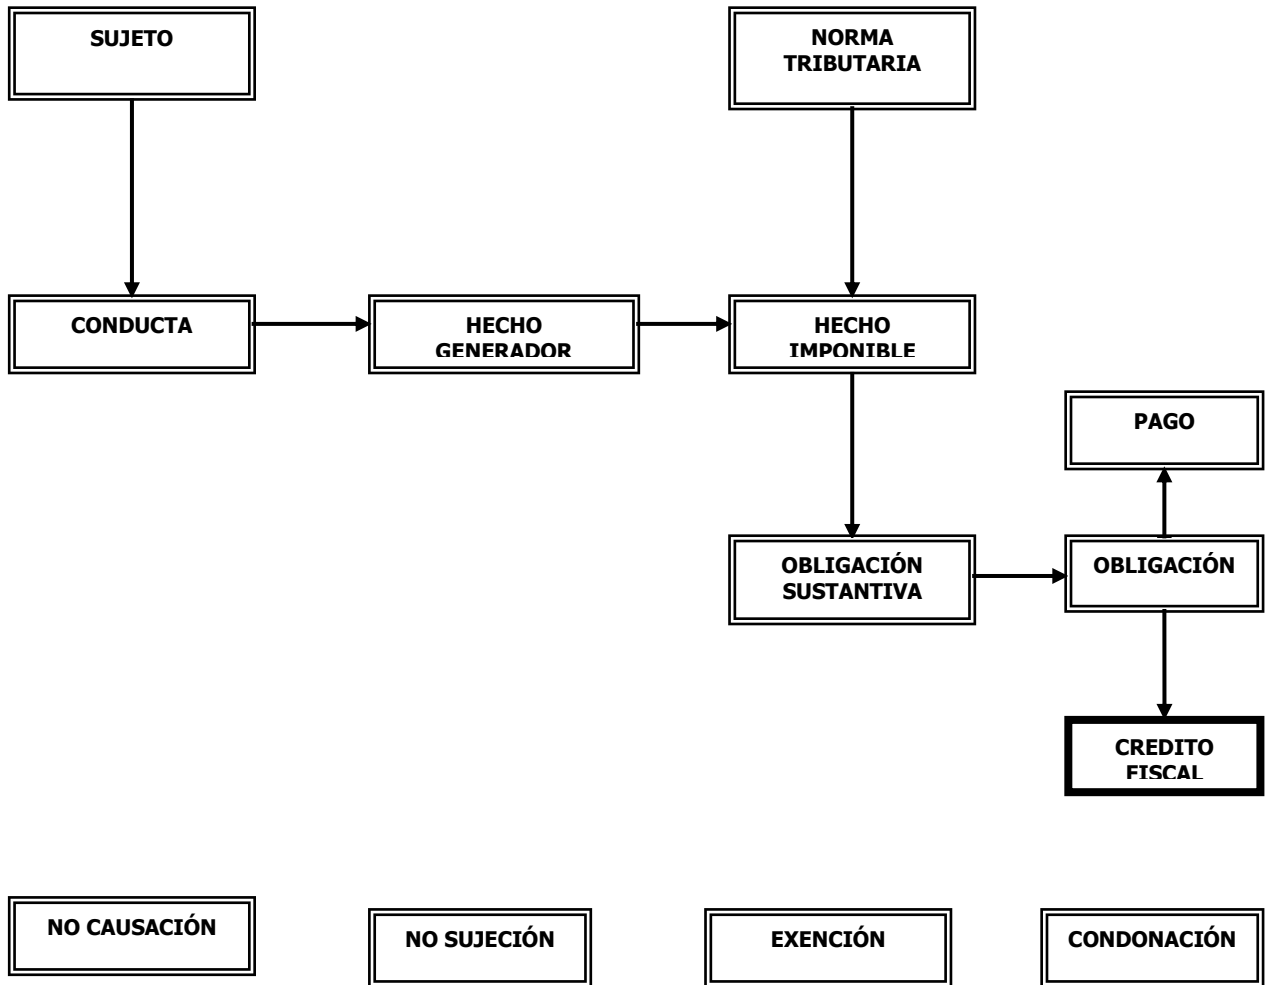 SUJETO
NORMA
TRIBUTARIA
CONDUCTA
HECHO
GENERADOR
HECHO
IMPONIBLE
PAGO
OBLIGACIÓN
SUSTANTIVA
OBLIGACIÓN
CREDITO
FISCAL
NO CAUSACIÓN
NO SUJECIÓN
EXENCIÓN
CONDONACIÓN